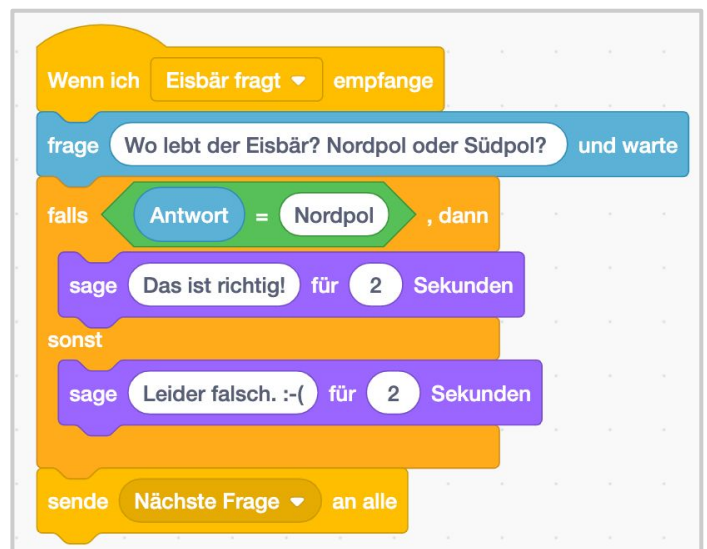 Wenn ich Eisbär fragt empfange
frage Wo lebt der Eisbär? Nordpol oder Südpol? und warte
falls Antwort = Nordpol , dann
sage Das ist richtig! für 2 Sekunden
sonst
sage Leider falsch. :-( für 2 Sekunden
sende Nächste Frage an alle